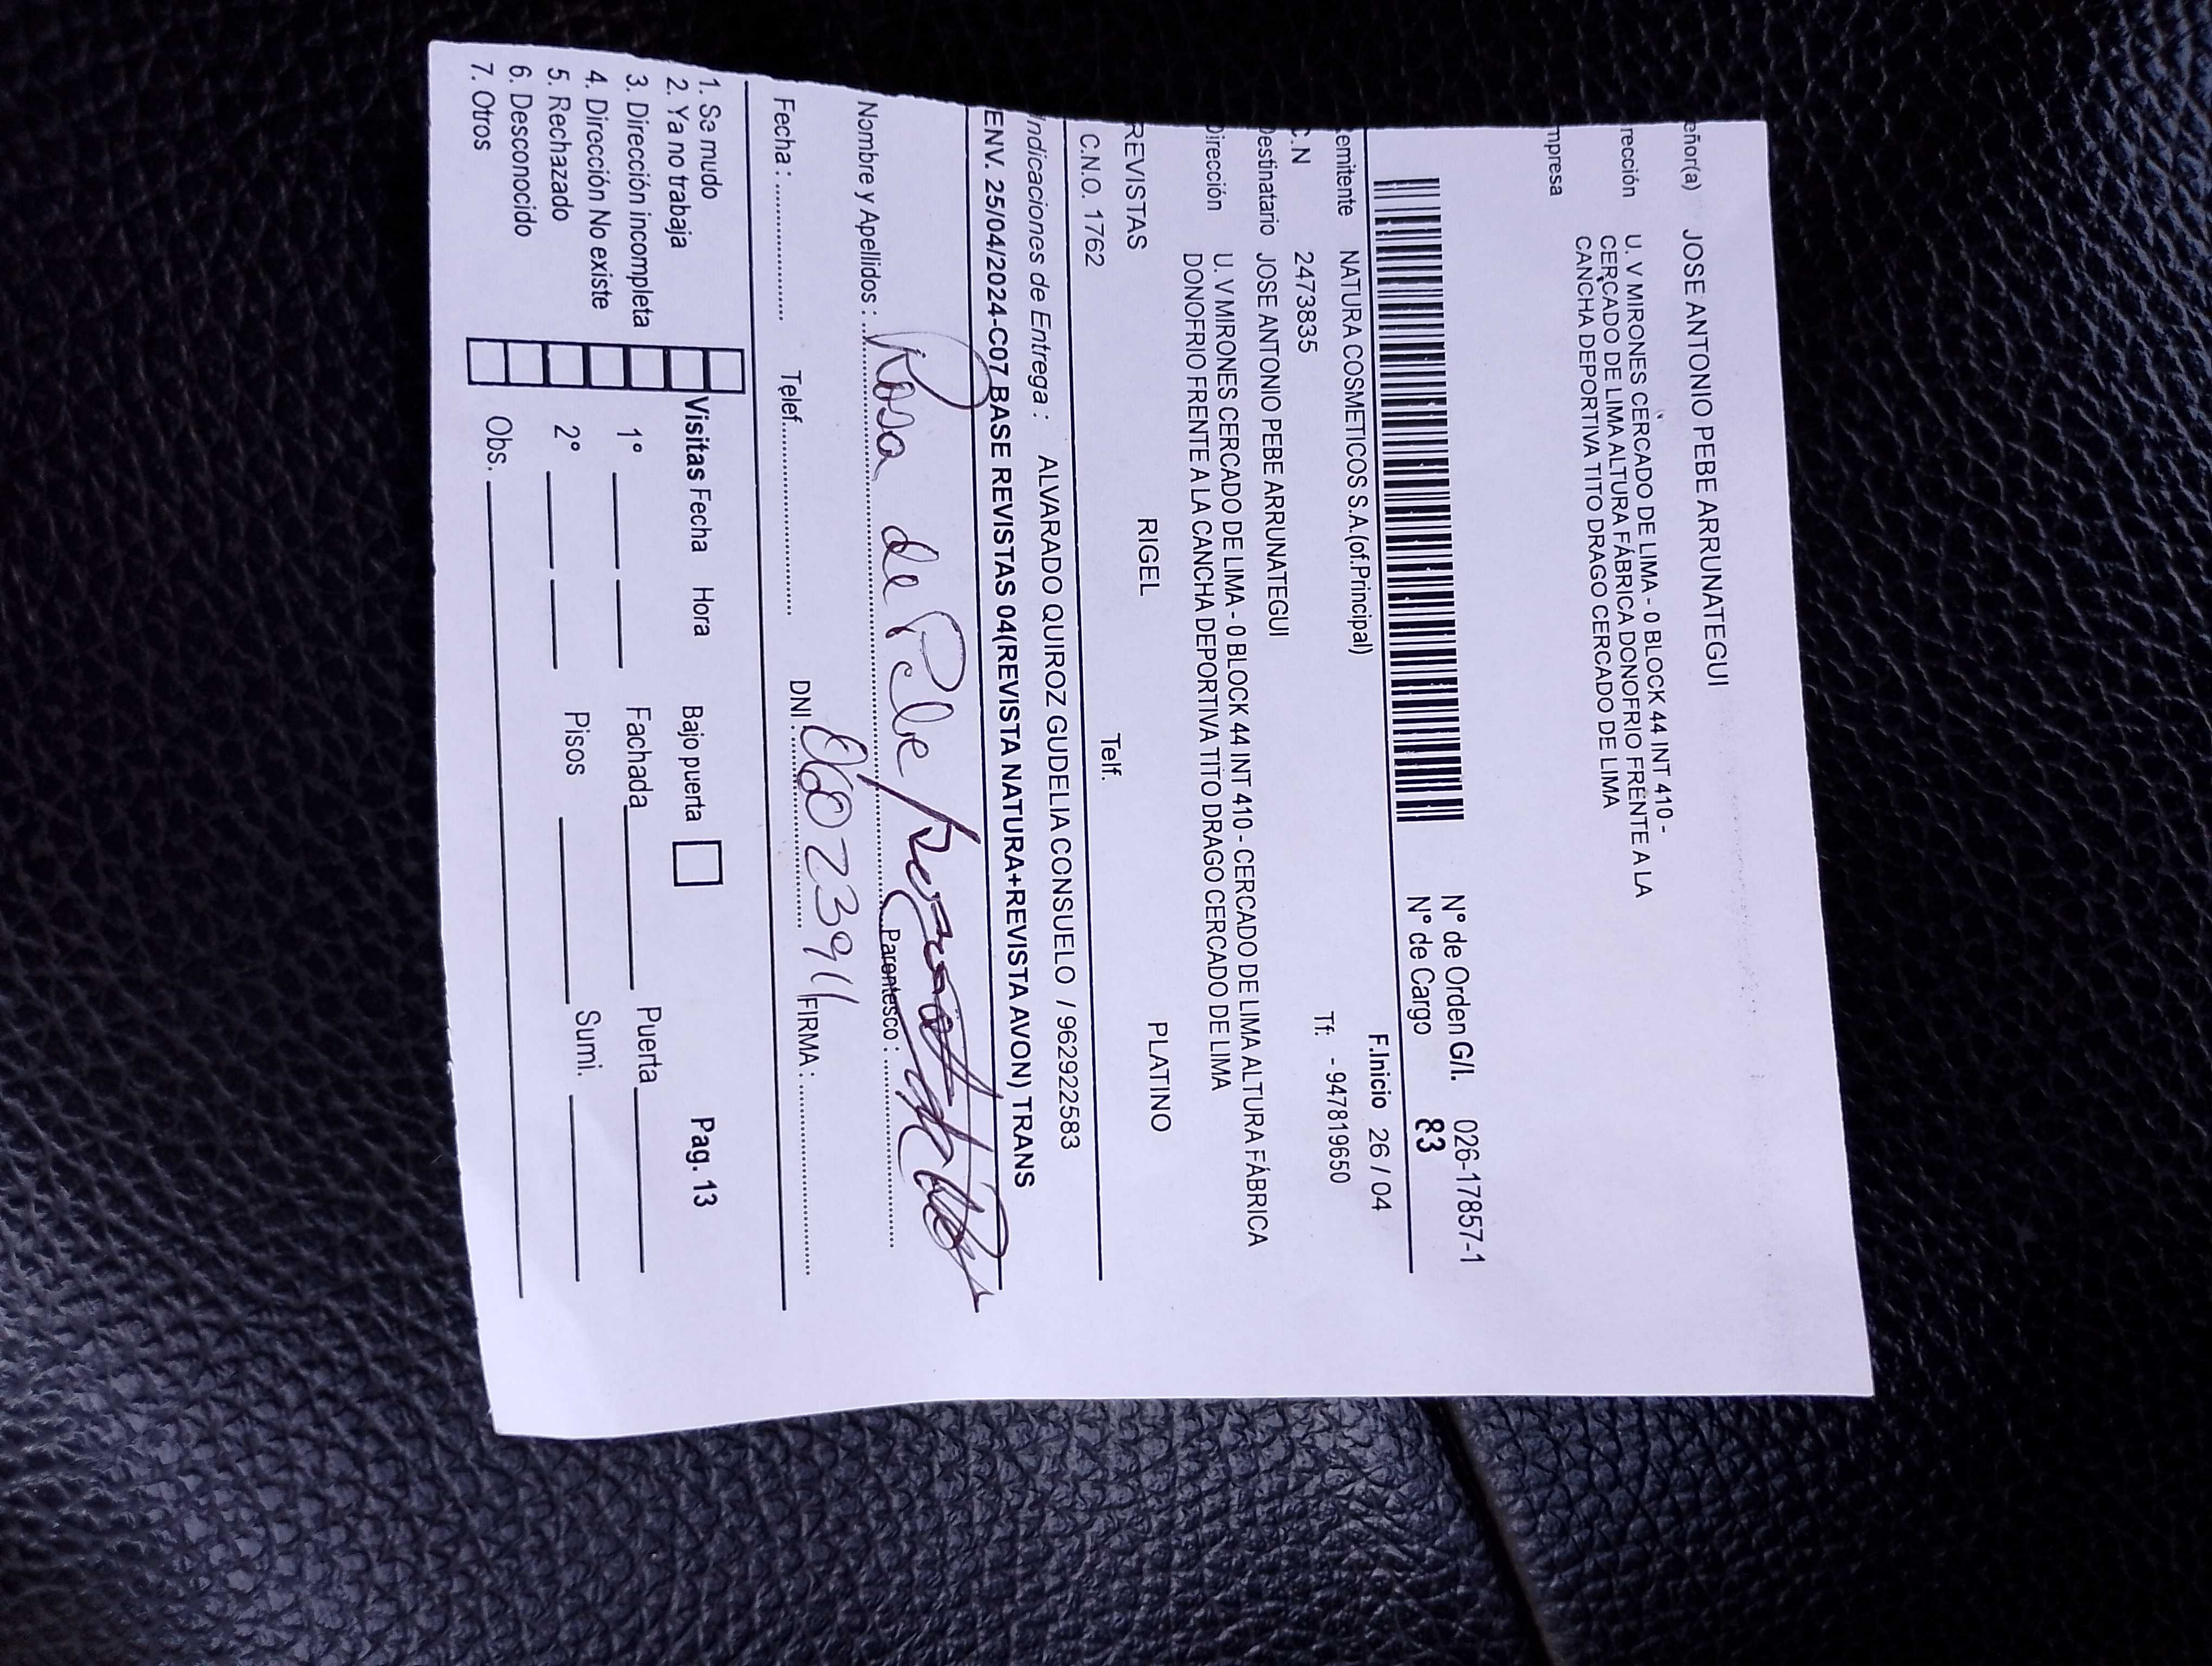 eñor(a) JOSE ANTONIO PEBE ARRUNATEGUI
rección U. V MIRONES CERCADO DE LIMA - 0 BLOCK 44 INT 410 -
CERCADO DE LIMA ALTURA FÁBRICA DONOFRIO FRENTE A LA
CANCHA DEPORTIVA TITO DRAGO CERCADO DE LIMA
mpresa
N° de Orden G/I. 026-17857-1
N° de Cargo 83
F.Inicio 26 / 04
emitente NATURA COSMETICOS S.A.(of.Principal)
C.N 2473835 Tf: - 947819650
Destinatario JOSE ANTONIO PEBE ARRUNATEGUI
Dirección U. V MIRONES CERCADO DE LIMA - 0 BLOCK 44 INT 410 - CERCADO DE LIMA ALTURA FÁBRICA
DONOFRIO FRENTE A LA CANCHA DEPORTIVA TITO DRAGO CERCADO DE LIMA
REVISTAS RIGEL PLATINO
C.N.O. 1762 Telf.
Indicaciones de Entrega : ALVARADO QUIROZ GUDELIA CONSUELO / 962922583
ENV. 25/04/2024-C07 BASE REVISTAS 04(REVISTA NATURA+REVISTA AVON) TRANS
Nombre y Apellidos : Rosa de Pebe Parentesco :
Fecha : Telef. DNI : FIRMA :
1. Se mudo Visitas Fecha Hora Bajo puerta Pag. 13
2. Ya no trabaja
3. Dirección incompleta 1° Fachada Puerta
4. Dirección No existe
5. Rechazado 2° Pisos Sumi.
6. Desconocido
7. Otros Obs.